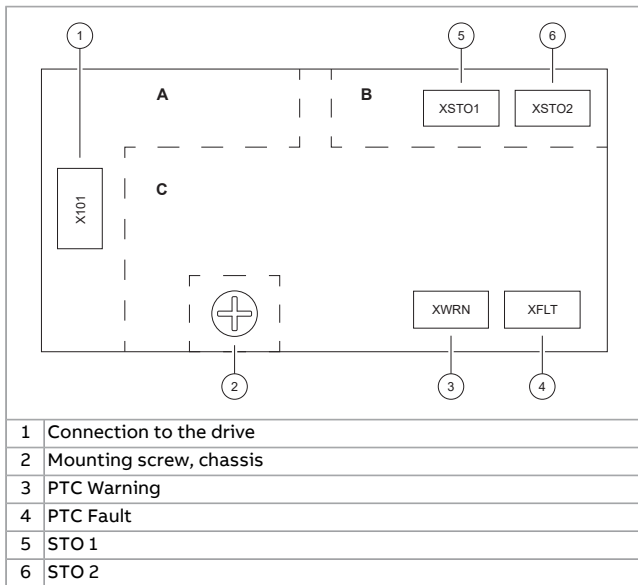 1
5
6
A
B
XSTO1
XSTO2
C
X101
XWRN
XFLT
2
3
4
1 Connection to the drive
2 Mounting screw, chassis
3 PTC Warning
4 PTC Fault
5 STO 1
6 STO 2